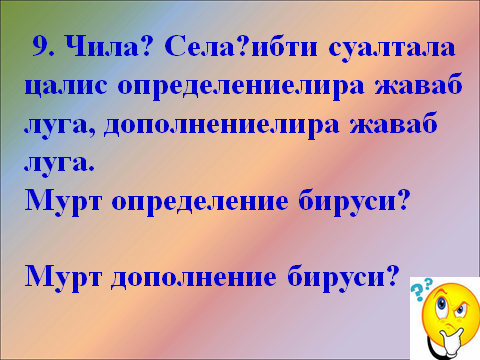 9. Чила? Села?ибти суалтала
цалис определениелира жаваб
луга, дополнениелира жаваб
луга.
Мурт определение бируси?
Мурт дополнение бируси?
??